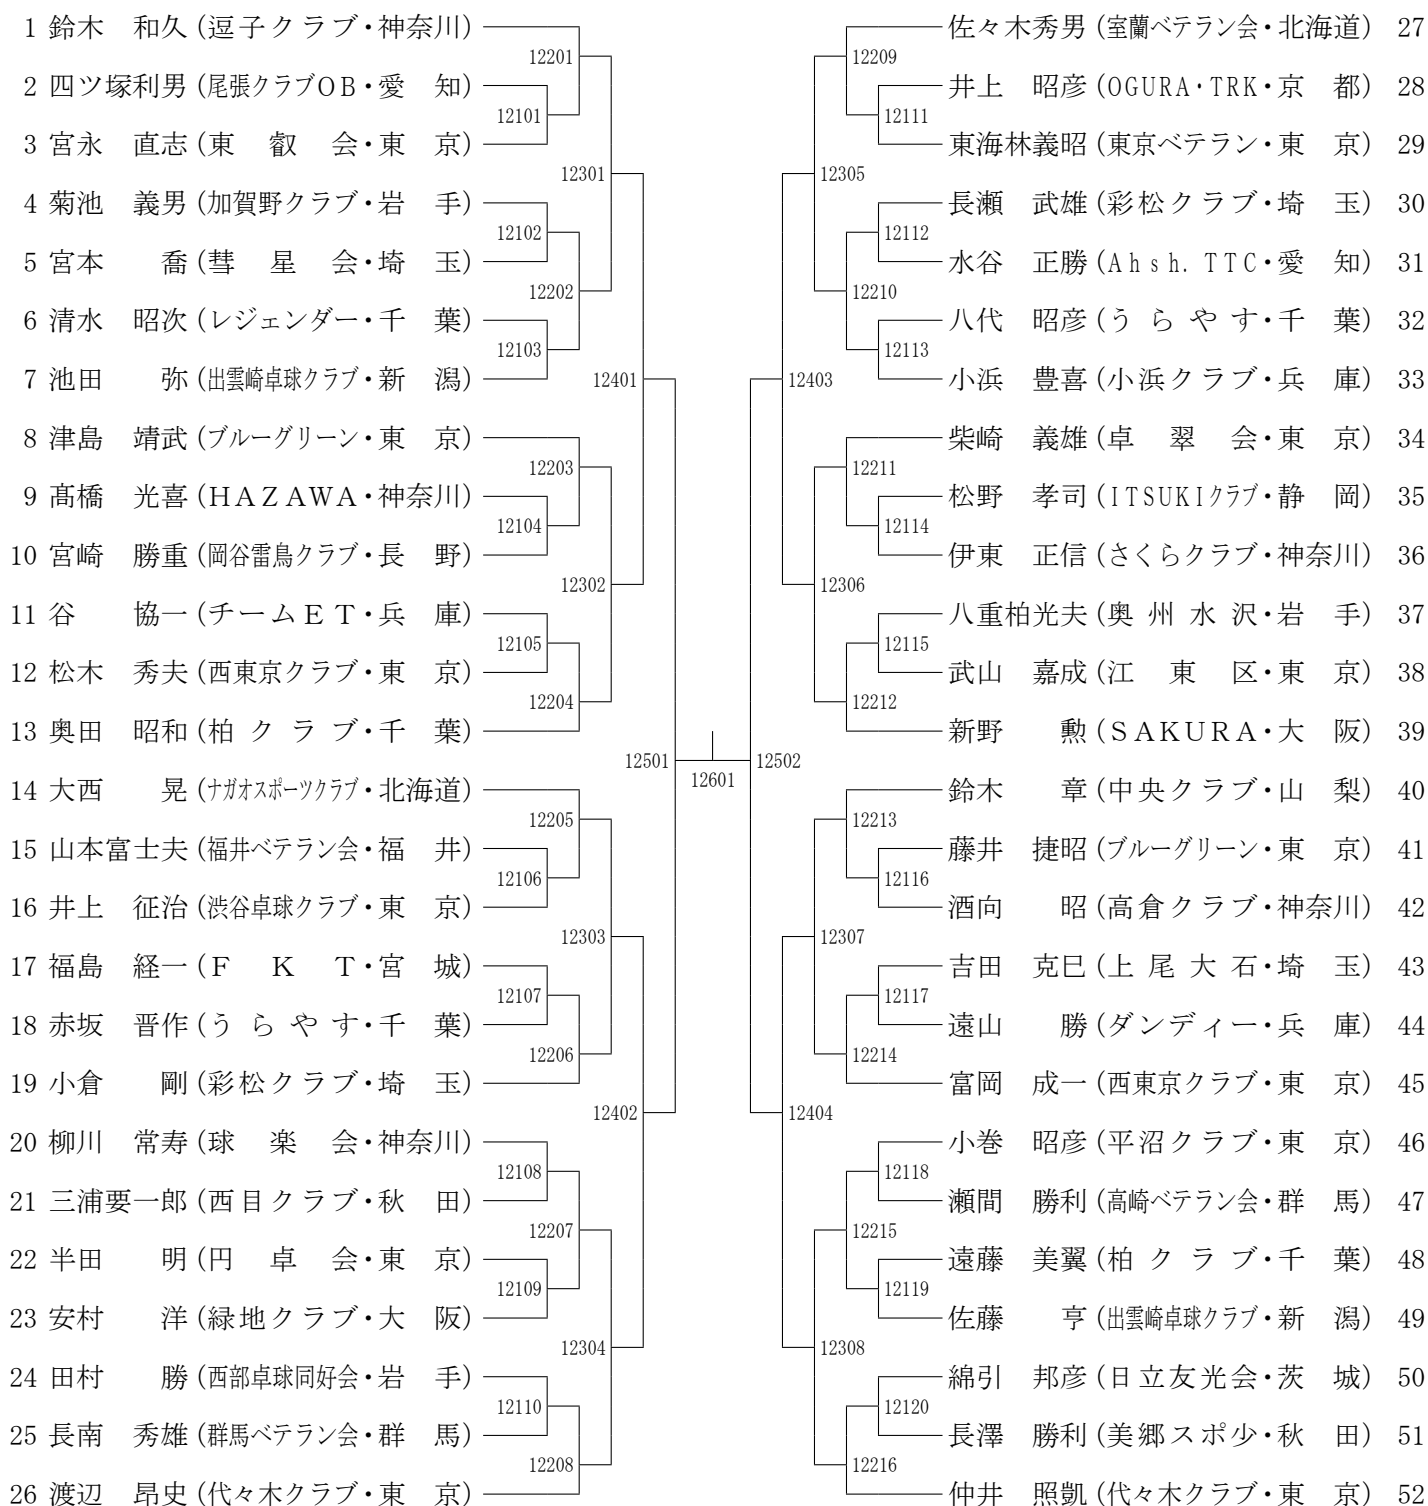 1 鈴木 和久 (逗子クラブ・神奈川)
12201
2 四ツ塚利男 (尾張クラブOB・愛 知)
12101
3 宮永 直志 (東 叡 会・東 京)
12301
4 菊池 義男 (加賀野クラブ・岩 手)
12102
5 宮本 喬 (彗 星 会・埼 玉)
12202
6 清水 昭次 (レジェンダー・千 葉)
12103
7 池田 弥 (出雲崎卓球クラブ・新 潟)
12401
8 津島 靖武 (ブルーグリーン・東 京)
12203
9 髙橋 光喜 (HAZAWA・神奈川)
12104
10 宮崎 勝重 (岡谷雷鳥クラブ・長 野)
12302
11 谷 協一 (チームET・兵 庫)
12105
12 松木 秀夫 (西東京クラブ・東 京)
12204
13 奥田 昭和 (柏クラブ・千 葉)
12501
12601
14 大西 晃 (ナガオスポーツクラブ・北海道)
12205
15 山本富士夫 (福井ベテラン会・福 井)
12106
16 井上 征治 (渋谷卓球クラブ・東 京)
12303
17 福島 経一 (F K T・宮 城)
12107
18 赤坂 晋作 (うらやす・千 葉)
12206
19 小倉 剛 (彩松クラブ・埼 玉)
12402
20 柳川 常寿 (球 楽 会・神奈川)
12108
21 三浦要一郎 (西目クラブ・秋 田)
12207
22 半田 明 (円 卓 会・東 京)
12109
23 安村 洋 (緑地クラブ・大 阪)
12304
24 田村 勝 (西部卓球同好会・岩 手)
12110
25 長南 秀雄 (群馬ベテラン会・群 馬)
12208
26 渡辺 昂史 (代々木クラブ・東 京)
佐々木秀男 (室蘭ベテラン会・北海道) 27
12209
井上 昭彦 (OGURA・TRK・京 都) 28
12111
東海林義昭 (東京ベテラン・東 京) 29
12305
長瀬 武雄 (彩松クラブ・埼 玉) 30
12112
水谷 正勝 (Ahsh. TTC・愛 知) 31
12210
八代 昭彦 (うらやす・千 葉) 32
12113
小浜 豊喜 (小浜クラブ・兵 庫) 33
12403
柴崎 義雄 (卓 翠 会・東 京) 34
12211
松野 孝司 (ITSUKIクラブ・静 岡) 35
12114
伊東 正信 (さくらクラブ・神奈川) 36
12306
八重柏光夫 (奥州水沢・岩 手) 37
12115
武山 嘉成 (江 東 区・東 京) 38
12212
新野 勲 (SAKURA・大 阪) 39
12502
鈴木 章 (中央クラブ・山 梨) 40
12213
藤井 捷昭 (ブルーグリーン・東 京) 41
12116
酒向 昭 (高倉クラブ・神奈川) 42
12307
吉田 克巳 (上尾大石・埼 玉) 43
12117
遠山 勝 (ダンディー・兵 庫) 44
12214
富岡 成一 (西東京クラブ・東 京) 45
12404
小巻 昭彦 (平沼クラブ・東 京) 46
12118
瀬間 勝利 (高崎ベテラン会・群 馬) 47
12215
遠藤 美翼 (柏クラブ・千 葉) 48
12119
佐藤 亨 (出雲崎卓球クラブ・新 潟) 49
12308
綿引 邦彦 (日立友光会・茨 城) 50
12120
長澤 勝利 (美郷スポ少・秋 田) 51
12216
仲井 照凱 (代々木クラブ・東 京) 52